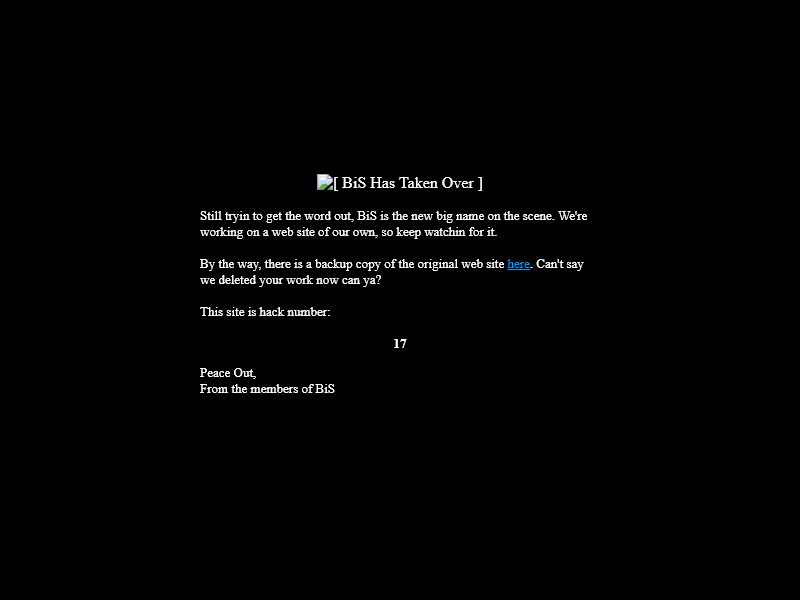 [ BiS Has Taken Over ]
Still tryin to get the word out, BiS is the new big name on the scene. We're
working on a web site of our own, so keep watchin for it.
By the way, there is a backup copy of the original web site here. Can't say
we deleted your work now can ya?
This site is hack number:
17
Peace Out,
From the members of BiS